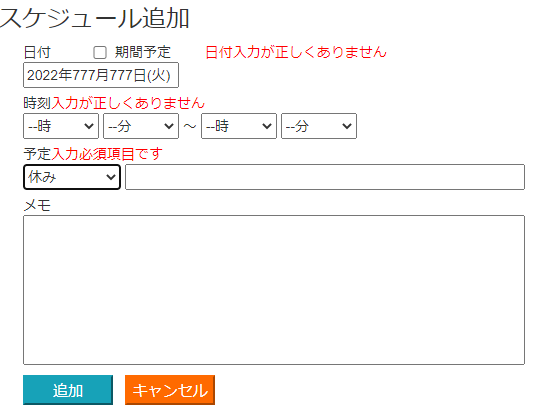 スケジュール追加
日付 期間予定 日付入力が正しくありません
2022年777月777日(火)
時刻入力が正しくありません
--時 --分 ～ --時 --分
予定入力必須項目です
休み
メモ
追加 キャンセル